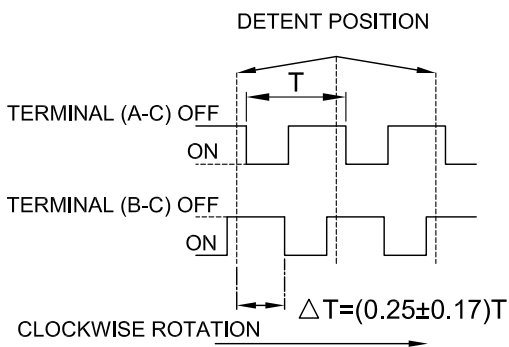 DETENT POSITION
T
TERMINAL (A-C) OFF
ON
TERMINAL (B-C) OFF
ON
△T=(0.25±0.17)T
CLOCKWISE ROTATION